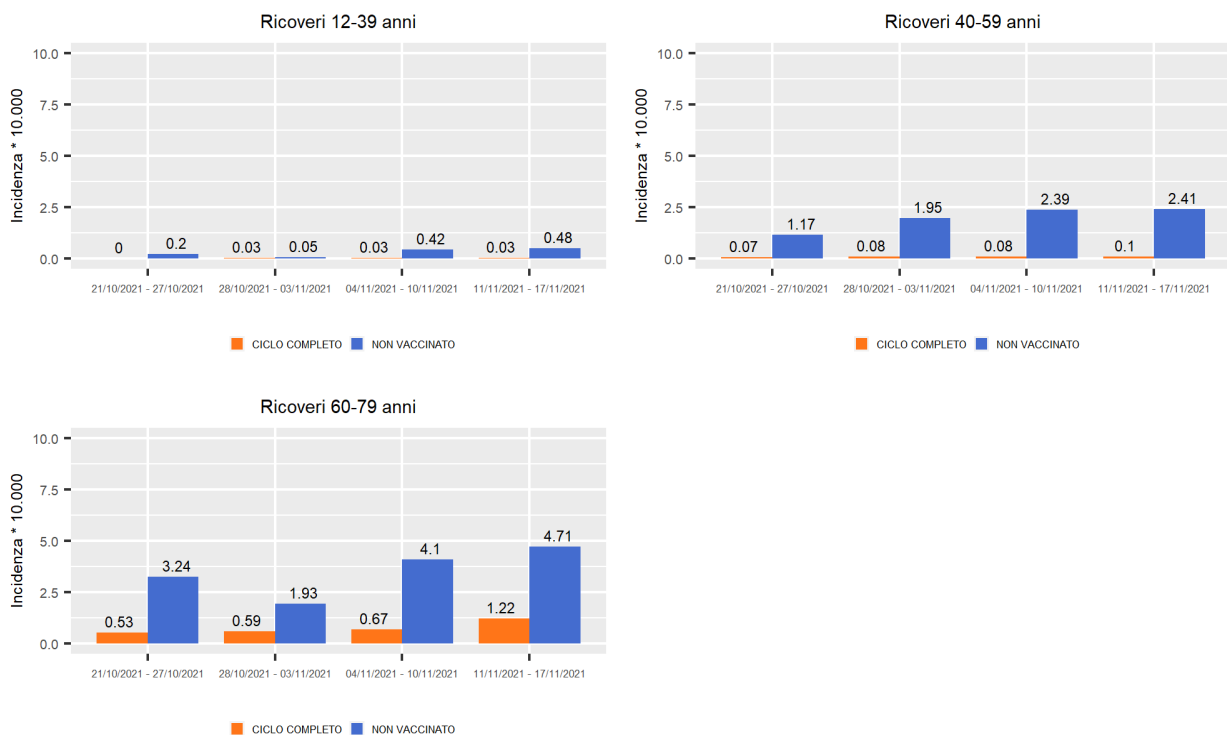 Ricoveri 12-39 anni
Incidenza * 10.000
10.0
7.5
5.0
2.5
0.0
0 0.2 0.03 0.05 0.03 0.42 0.03 0.48
21/10/2021 - 27/10/2021 28/10/2021 - 03/11/2021 04/11/2021 - 10/11/2021 11/11/2021 - 17/11/2021
CICLO COMPLETO NON VACCINATO
Ricoveri 40-59 anni
Incidenza * 10.000
10.0
7.5
5.0
2.5
0.0
0.07 1.17 0.08 1.95 0.08 2.39 0.1 2.41
21/10/2021 - 27/10/2021 28/10/2021 - 03/11/2021 04/11/2021 - 10/11/2021 11/11/2021 - 17/11/2021
CICLO COMPLETO NON VACCINATO
Ricoveri 60-79 anni
Incidenza * 10.000
10.0
7.5
5.0
2.5
0.0
0.53 3.24 0.59 1.93 0.67 4.1 1.22 4.71
21/10/2021 - 27/10/2021 28/10/2021 - 03/11/2021 04/11/2021 - 10/11/2021 11/11/2021 - 17/11/2021
CICLO COMPLETO NON VACCINATO